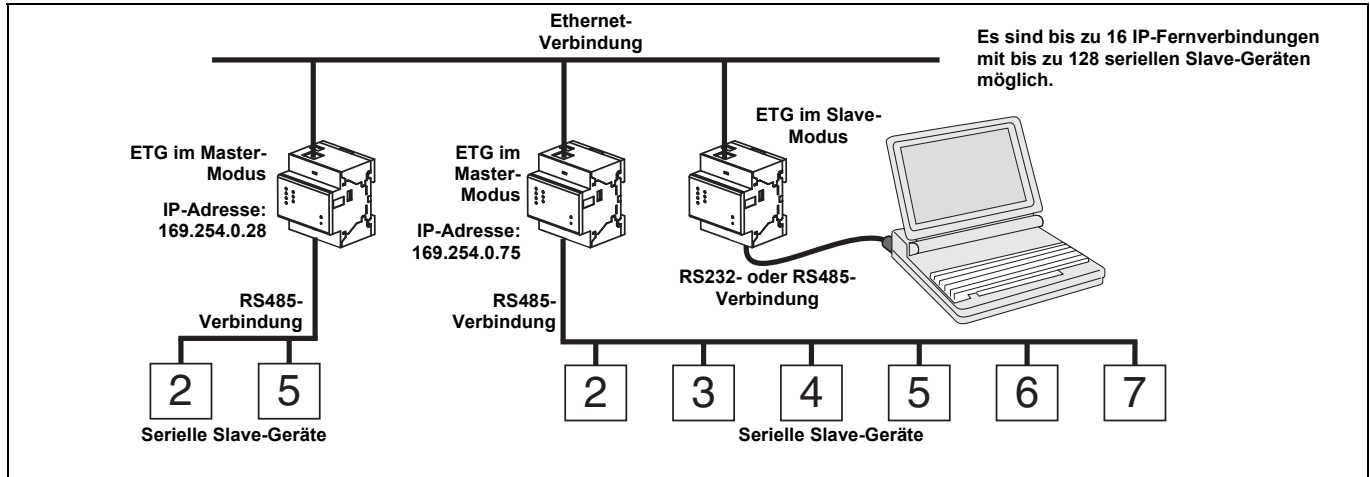 Ethernet-
Verbindung
Es sind bis zu 16 IP-Fernverbindungen
mit bis zu 128 seriellen Slave-Geräten
möglich.
ETG im Master-
Modus
IP-Adresse:
169.254.0.28
ETG im
Master-
Modus
IP-Adresse:
169.254.0.75
ETG im Slave-
Modus
RS232- oder RS485-
Verbindung
RS485-
Verbindung
RS485-
Verbindung
2
5
Serielle Slave-Geräte
2
3
4
5
6
7
Serielle Slave-Geräte